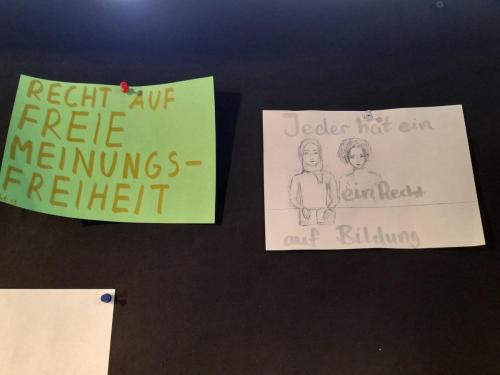 RECHT AUF
FREIE
MEINUNGS-
FREIHEIT
Jeder hat ein
ein Recht
auf Bildung